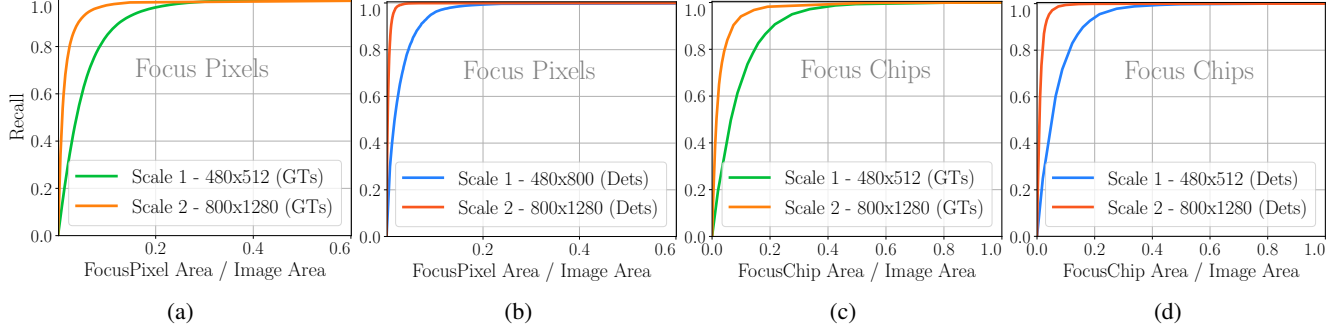 Recall
1.0
0.8
0.6
0.4
0.2
0.0
0.2
0.4
0.6
Focus Pixels
Scale 1 - 480x512 (GTs)
Scale 2 - 800x1280 (GTs)
FocusPixel Area / Image Area
(a)
1.0
0.8
0.6
0.4
0.2
0.0
0.2
0.4
0.6
Focus Pixels
Scale 1 - 480x800 (Dets)
Scale 2 - 800x1280 (Dets)
FocusPixel Area / Image Area
(b)
1.0
0.8
0.6
0.4
0.2
0.0
0.0
0.2
0.4
0.6
0.8
1.0
Focus Chips
Scale 1 - 480x512 (GTs)
Scale 2 - 800x1280 (GTs)
FocusChip Area / Image Area
(c)
1.0
0.8
0.6
0.4
0.2
0.0
0.0
0.2
0.4
0.6
0.8
1.0
Focus Chips
Scale 1 - 480x512 (Dets)
Scale 2 - 800x1280 (Dets)
FocusChip Area / Image Area
(d)